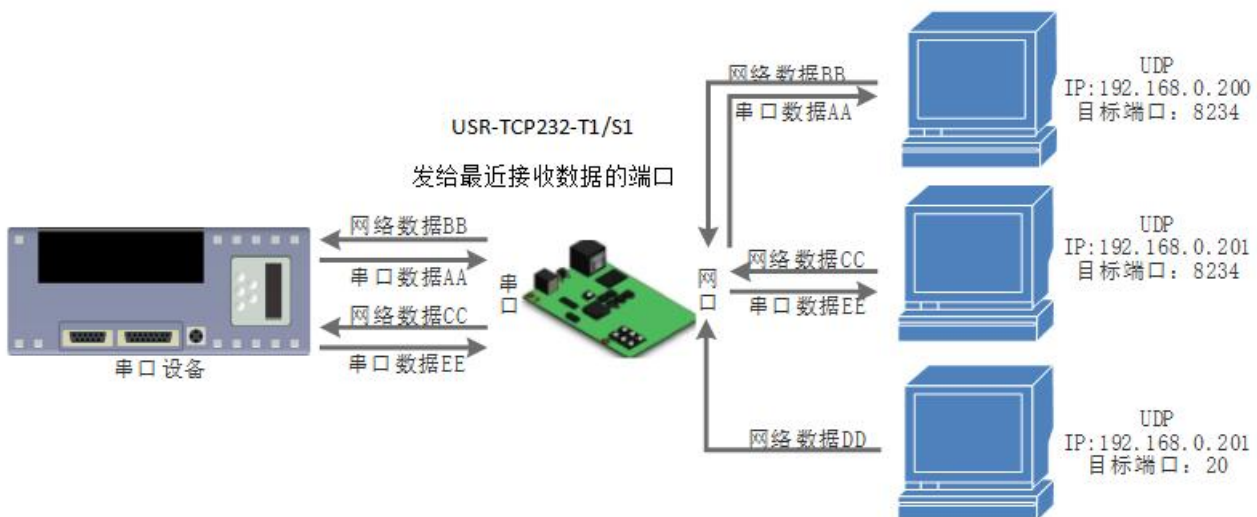 网络数据BB
串口数据AA
UDP
IP:192.168.0.200
目标端口：8234
USR-TCP232-T1/S1
发给最近接收数据的端口
网络数据BB
串口数据AA
网络数据CC
串口数据EE
串口设备
串口
网口
网络数据CC
串口数据EE
UDP
IP:192.168.0.201
目标端口：8234
网络数据DD
UDP
IP:192.168.0.201
目标端口：20